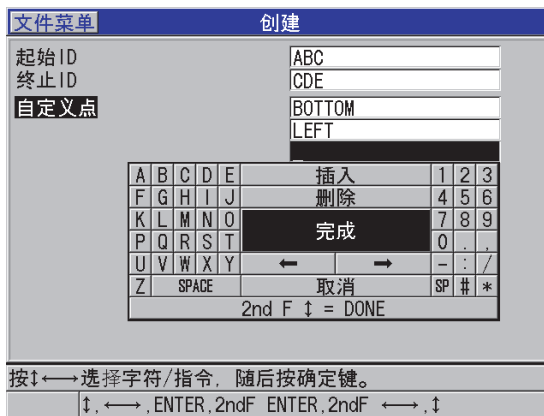 文件菜单 创建
起始ID ABC
终止ID CDE
自定义点 BOTTOM
LEFT
A B C D E 插入 1 2 3
F G H I J 删除 4 5 6
K L M N O 完成 7 8 9
P Q R S T 0 . ,
U V W X Y ← → - : /
Z SPACE 取消 SP # *
2nd F ↕ = DONE
按↕←→选择字符/指令, 随后按确定键。
↕, ←→, ENTER, 2ndF ENTER, 2ndF ←→, ↕